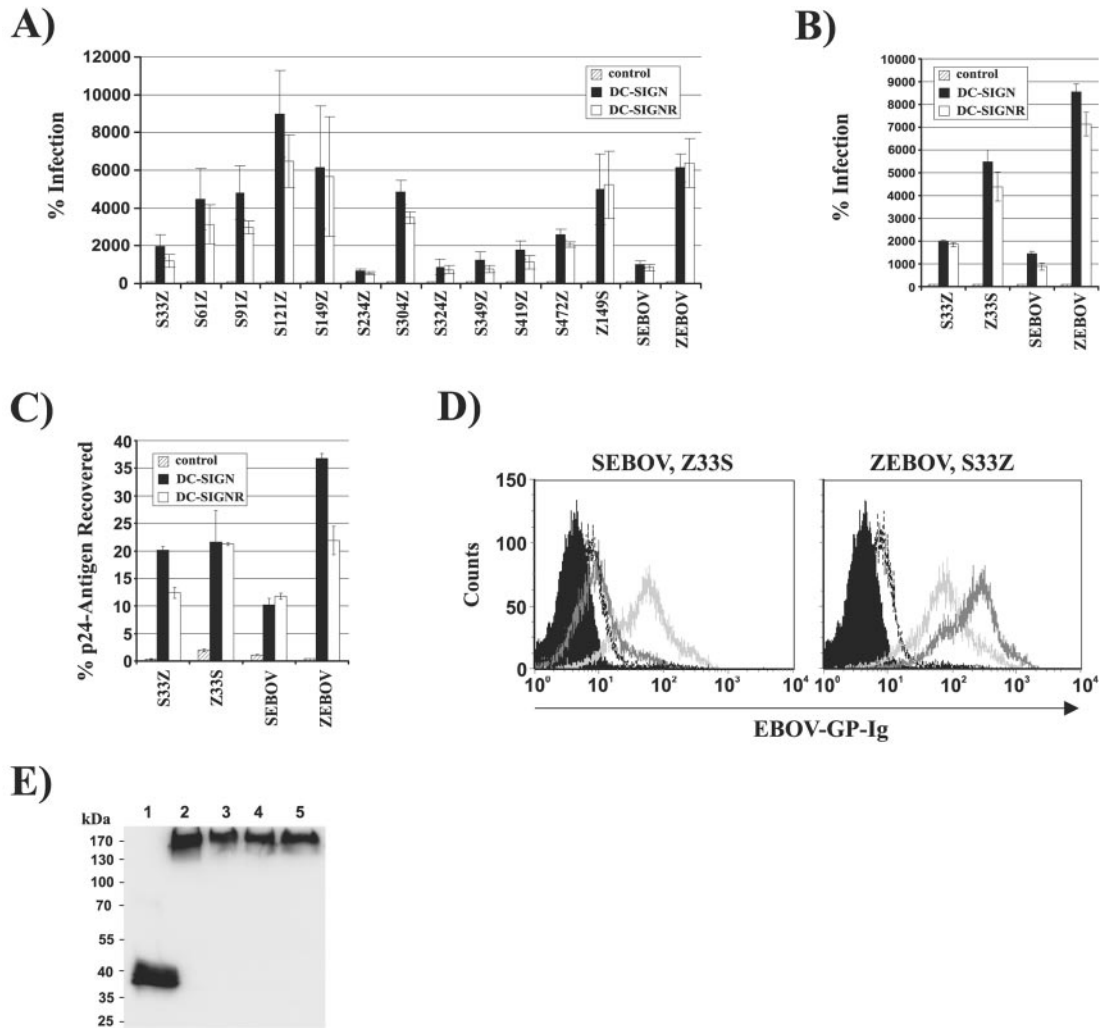 A)
% Infection
12000
10000
8000
6000
4000
2000
0
control
DC-SIGN
DC-SIGNR
S33Z
S61Z
S91Z
S121Z
S149Z
S234Z
S304Z
S324Z
S349Z
S419Z
S472Z
Z149S
SEBOV
ZEBOV
B)
% Infection
10000
9000
8000
7000
6000
5000
4000
3000
2000
1000
0
control
DC-SIGN
DC-SIGNR
S33Z
Z33S
SEBOV
ZEBOV
C)
% p24-Antigen Recovered
40
35
30
25
20
15
10
5
0
control
DC-SIGN
DC-SIGNR
S33Z
Z33S
SEBOV
ZEBOV
D)
SEBOV, Z33S
ZEBOV, S33Z
Counts
150
100
50
0
10⁰ 10¹ 10² 10³ 10⁴
10⁰ 10¹ 10² 10³ 10⁴
EBOV-GP-Ig
E)
kDa
1 2 3 4 5
170
130
100
70
55
40
35
25